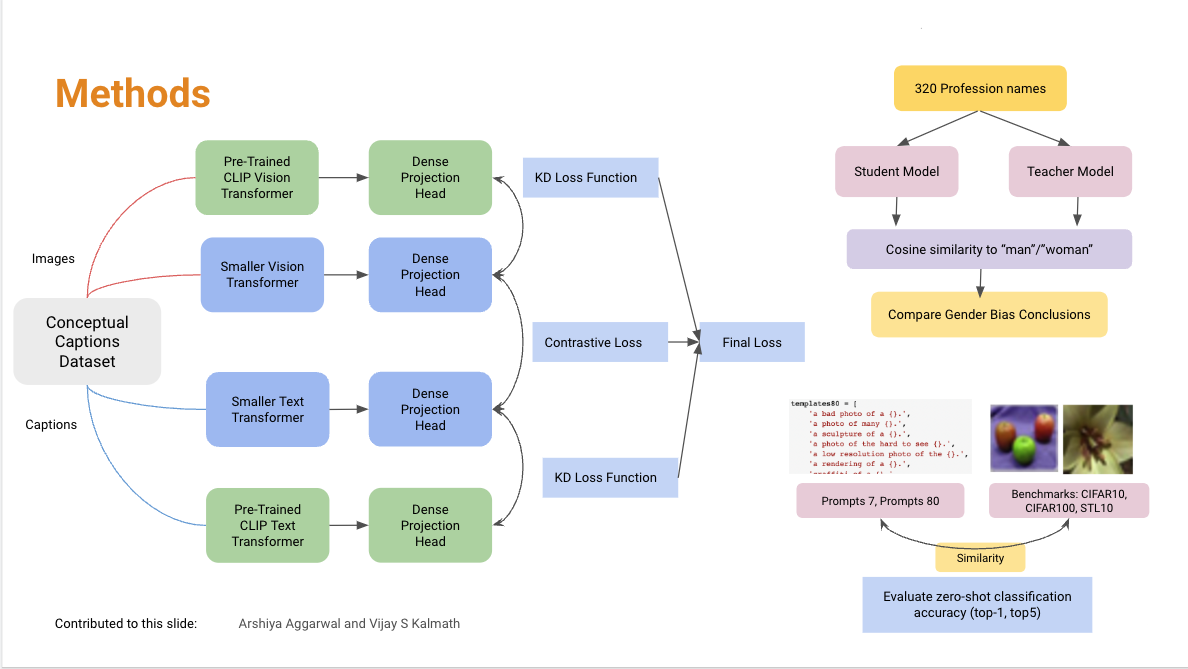 Methods
Images
Conceptual
Captions
Dataset
Captions
Pre-Trained
CLIP Vision
Transformer
Dense
Projection
Head
Smaller Vision
Transformer
Dense
Projection
Head
Smaller Text
Transformer
Dense
Projection
Head
Pre-Trained
CLIP Text
Transformer
Dense
Projection
Head
KD Loss Function
Contrastive Loss
Final Loss
KD Loss Function
320 Profession names
Student Model
Teacher Model
Cosine similarity to “man”/”woman”
Compare Gender Bias Conclusions
templates80 = [
'a bad photo of a {}.',
'a photo of many {}.',
'a sculpture of a {}.',
'a photo of the hard to see {}.',
'a low resolution photo of the {}.',
'a rendering of a {}.',
Prompts 7, Prompts 80
Benchmarks: CIFAR10,
CIFAR100, STL10
Similarity
Evaluate zero-shot classification
accuracy (top-1, top5)
Contributed to this slide: Arshiya Aggarwal and Vijay S Kalmath